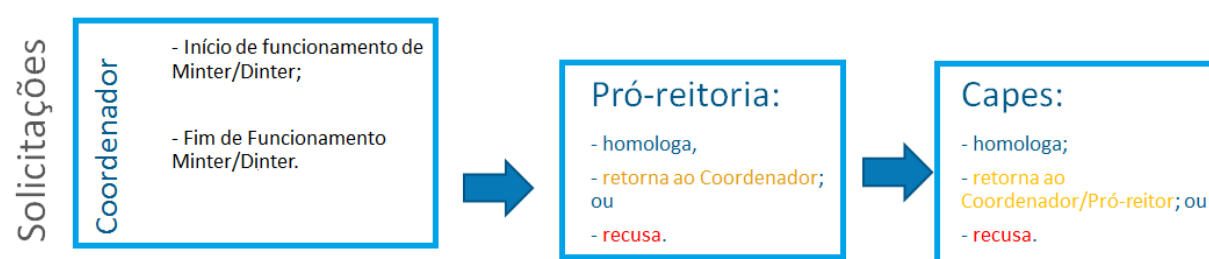 Solicitações
Coordenador
- Início de funcionamento de
Minter/Dinter;
- Fim de Funcionamento
Minter/Dinter.
Pró-reitoria:
- homologa,
- retorna ao Coordenador;
ou
- recusa.
Capes:
- homologa;
- retorna ao
Coordenador/Pró-reitor; ou
- recusa.